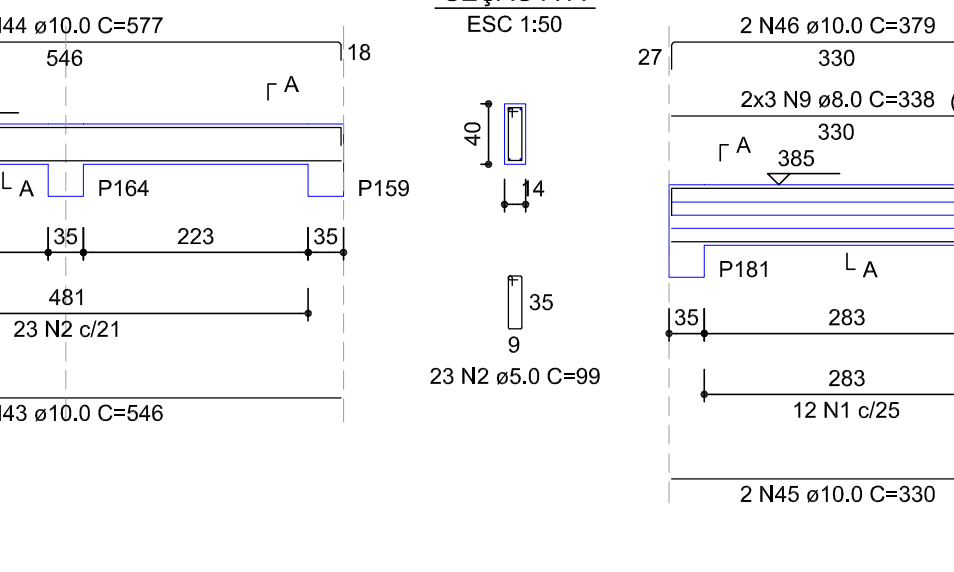 ø10.0 C=577
546
18
A
A
P164
P159
35
223
35
481
23 N2 c/21
ø10.0 C=546
ESC 1:50
40
14
35
9
23 N2 ø5.0 C=99
2 N46 ø10.0 C=379
27
330
2x3 N9 ø8.0 C=338 (
330
A
385
P181
A
35
283
283
12 N1 c/25
2 N45 ø10.0 C=330